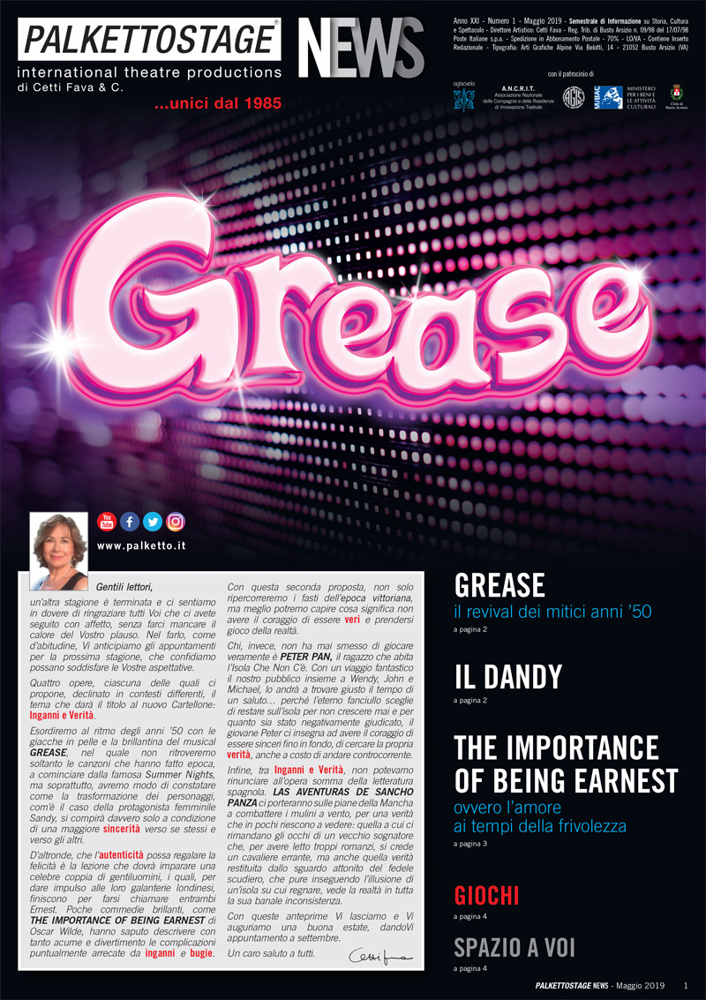 PALKETTOSTAGE®
international theatre productions
di Cetti Fava & C.
...unici dal 1985
NEWS
Anno XXI - Numero 1 - Maggio 2019 - Semestrale di Informazione su Storia, Cultura
e Spettacolo - Direttore Artistico: Cetti Fava - Reg. Trib. di Busto Arsizio n. 09/98 del 17/07/98
Poste Italiane s.p.a. - Spedizione in Abbonamento Postale - 70% - LO/VA - Contiene Inserto
Redazionale - Tipografia: Arti Grafiche Alpine Via Belotti, 14 - 21052 Busto Arsizio (VA)
con il patrocinio di
agiscuola
A.N.C.R.I.T.
Associazione Nazionale
delle Compagnie e delle Residenze
di Innovazione Teatrale
AGIS
MiBAC
MINISTERO
PER I BENI E
LE ATTIVITÀ
CULTURALI
Città di
Busto Arsizio
Grease
You
Tube
www.palketto.it
Gentili lettori,
un'altra stagione è terminata e ci sentiamo
in dovere di ringraziare tutti Voi che ci avete
seguito con affetto, senza farci mancare il
calore del Vostro plauso. Nel farlo, come
d'abitudine, Vi anticipiamo gli appuntamenti
per la prossima stagione, che confidiamo
possano soddisfare le Vostre aspettative.
Quattro opere, ciascuna delle quali ci
propone, declinato in contesti differenti, il
tema che darà il titolo al nuovo Cartellone:
Inganni e Verità.
Esordiremo al ritmo degli anni '50 con le
giacche in pelle e la brillantina del musical
GREASE, nel quale non ritroveremo
soltanto le canzoni che hanno fatto epoca,
a cominciare dalla famosa Summer Nights,
ma soprattutto, avremo modo di constatare
come la trasformazione dei personaggi,
com'è il caso della protagonista femminile
Sandy, si compirà davvero solo a condizione
di una maggiore sincerità verso se stessi e
verso gli altri.
D'altronde, che l'autenticità possa regalare la
felicità è la lezione che dovrà imparare una
celebre coppia di gentiluomini, i quali, per
dare impulso alle loro galanterie londinesi,
finiscono per farsi chiamare entrambi
Ernest. Poche commedie brillanti, come
THE IMPORTANCE OF BEING EARNEST di
Oscar Wilde, hanno saputo descrivere con
tanto acume e divertimento le complicazioni
puntualmente arrecate da inganni e bugie.
Con questa seconda proposta, non solo
ripercorreremo i fasti dell'epoca vittoriana,
ma meglio potremo capire cosa significa non
avere il coraggio di essere veri e prendersi
gioco della realtà.
Chi, invece, non ha mai smesso di giocare
veramente è PETER PAN, il ragazzo che abita
l'Isola Che Non C'è. Con un viaggio fantastico
il nostro pubblico insieme a Wendy, John e
Michael, lo andrà a trovare giusto il tempo di
un saluto… perché l'eterno fanciullo sceglie
di restare sull'isola per non crescere mai e per
quanto sia stato negativamente giudicato, il
giovane Peter ci insegna ad avere il coraggio di
essere sinceri fino in fondo, di cercare la propria
verità, anche a costo di andare controcorrente.
Infine, tra Inganni e Verità, non potevamo
rinunciare all'opera somma della letteratura
spagnola. LAS AVENTURAS DE SANCHO
PANZA ci porteranno sulle piane della Mancha
a combattere i mulini a vento, per una verità
che in pochi riescono a vedere: quella a cui ci
rimandano gli occhi di un vecchio sognatore
che, per avere letto troppi romanzi, si crede
un cavaliere errante, ma anche quella verità
restituita dallo sguardo attonito del fedele
scudiero, che pure inseguendo l'illusione di
un'isola su cui regnare, vede la realtà in tutta
la sua banale inconsistenza.
Con queste anteprime Vi lasciamo e Vi
auguriamo una buona estate, dandoVi
appuntamento a settembre.
Un caro saluto a tutti.
Cetti Fava
GREASE
il revival dei mitici anni '50
a pagina 2
IL DANDY
a pagina 2
THE IMPORTANCE
OF BEING EARNEST
ovvero l'amore
ai tempi della frivolezza
a pagina 3
GIOCHI
a pagina 4
SPAZIO A VOI
a pagina 4
PALKETTOSTAGE NEWS - Maggio 2019 1